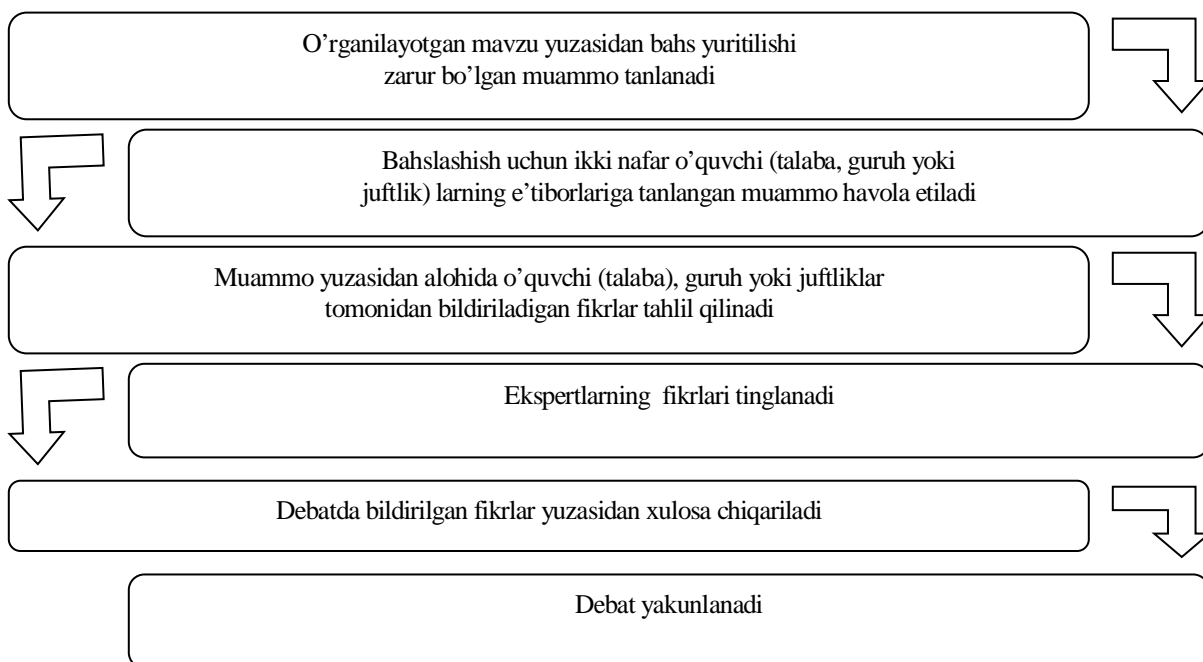 O’rganilayotgan mavzu yuzasidan bahs yuritilishi
zarur bo’lgan muammo tanlanadi
Bahslashish uchun ikki nafar o’quvchi (talaba, guruh yoki
juftlik) larning e’tiborlariga tanlangan muammo havola etiladi
Muammo yuzasidan alohida o’quvchi (talaba), guruh yoki juftliklar
tomonidan bildiriladigan fikrlar tahlil qilinadi
Ekspertlarning fikrlari tinglanadi
Debatda bildirilgan fikrlar yuzasidan xulosa chiqariladi
Debat yakunlanadi